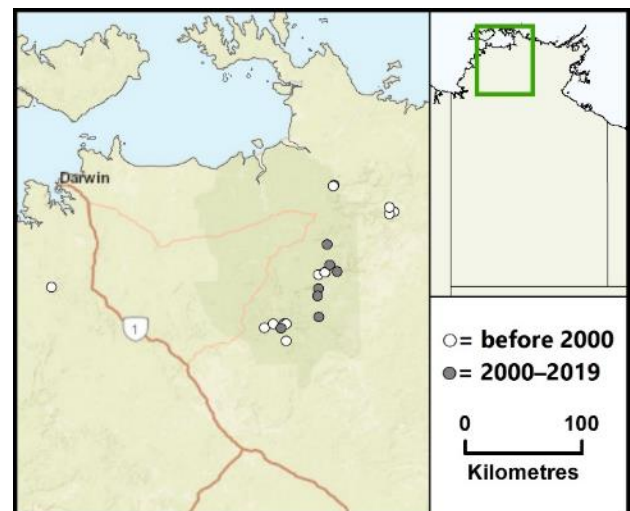 Darwin
1
○= before 2000
●= 2000–2019
0 100
Kilometres